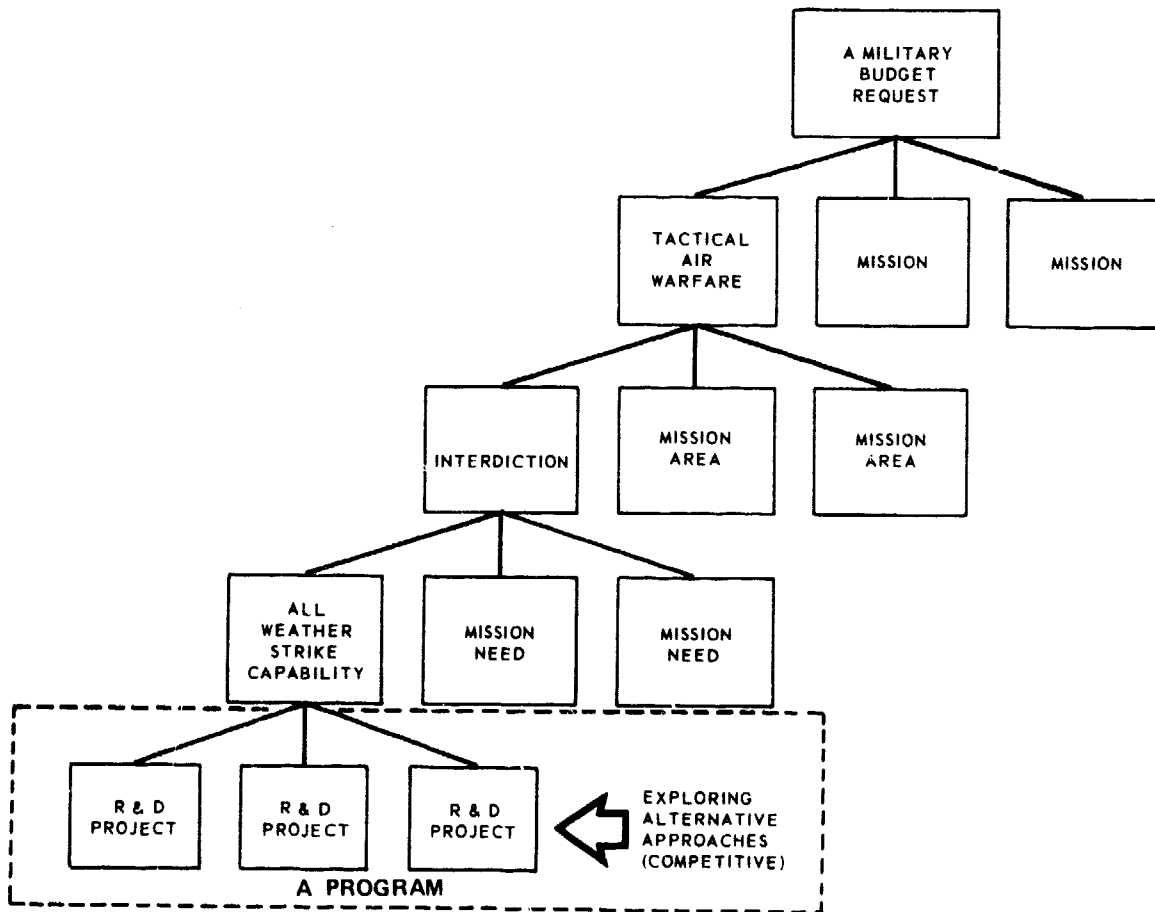 A MILITARY
BUDGET
REQUEST
TACTICAL
AIR
WARFARE
MISSION
MISSION
INTERDICTION
MISSION
AREA
MISSION
AREA
ALL
WEATHER
STRIKE
CAPABILITY
MISSION
NEED
MISSION
NEED
R & D
PROJECT
R & D
PROJECT
R & D
PROJECT
EXPLORING
ALTERNATIVE
APPROACHES
(COMPETITIVE)
A PROGRAM